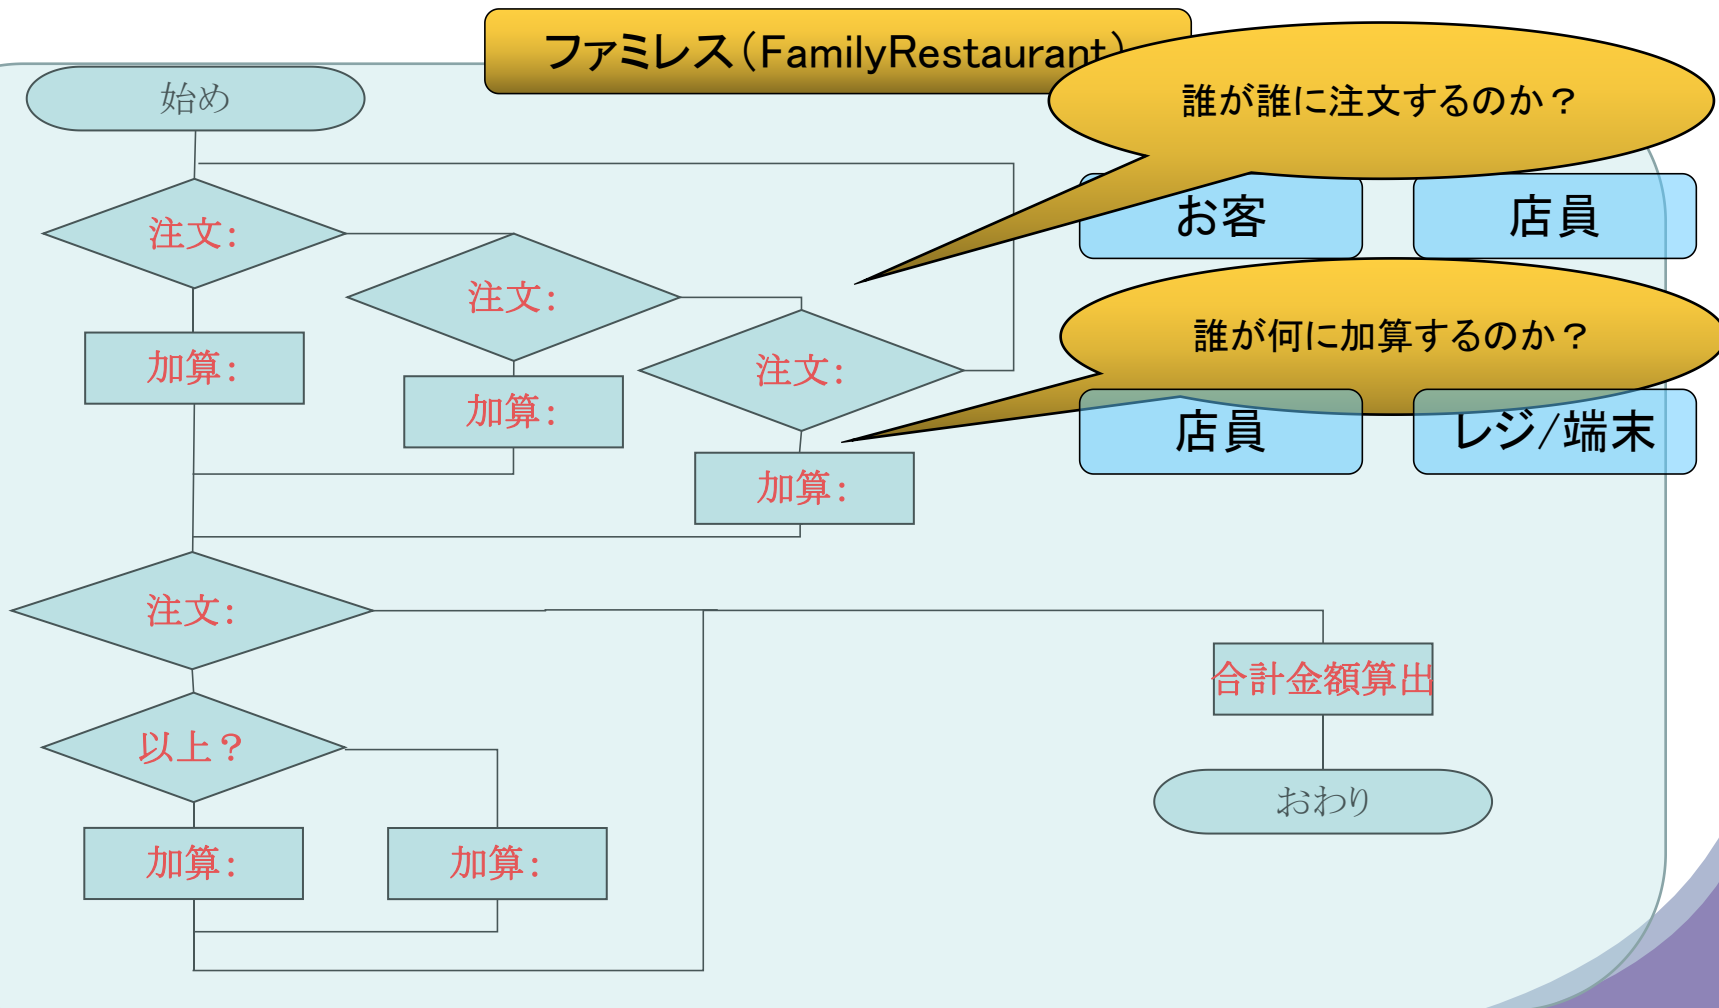 ファミレス（FamilyRestaurant）
始め
誰が誰に注文するのか？
お客
店員
注文：
注文：
注文：
誰が何に加算するのか？
店員
レジ/端末
加算：
加算：
加算：
注文：
合計金額算出
以上？
おわり
加算：
加算：